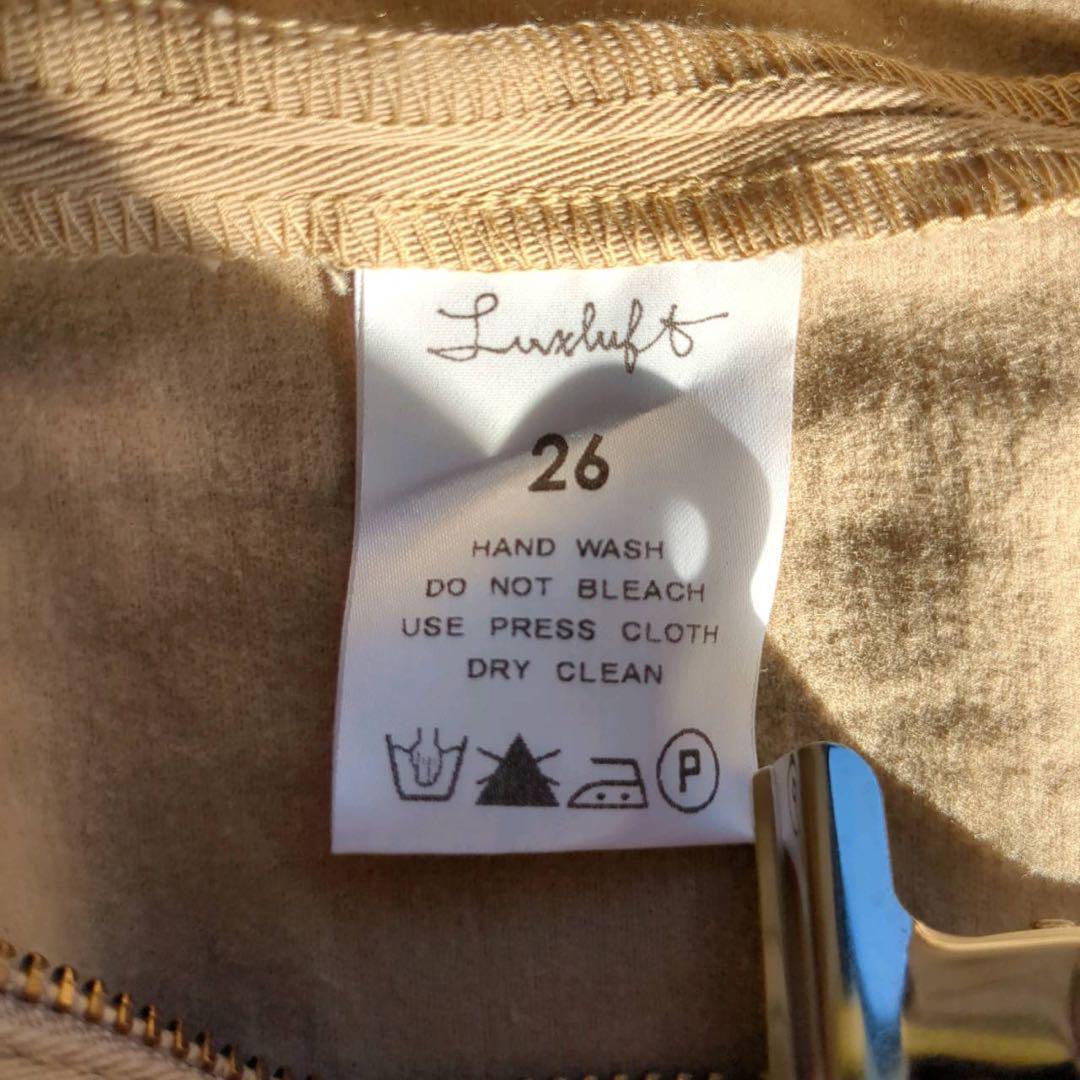 Luxluft
26
HAND WASH
DO NOT BLEACH
USE PRESS CLOTH
DRY CLEAN
P